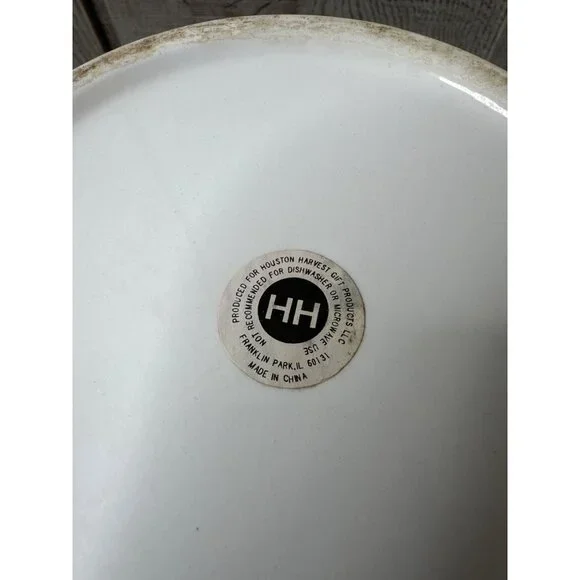 PRODUCED FOR HOUSTON HARVEST GIFT PRODUCTS LLC
NOT RECOMMENDED FOR DISHWASHER OR MICROWAVE USE
HH
FRANKLIN PARK, IL 60131
MADE IN CHINA